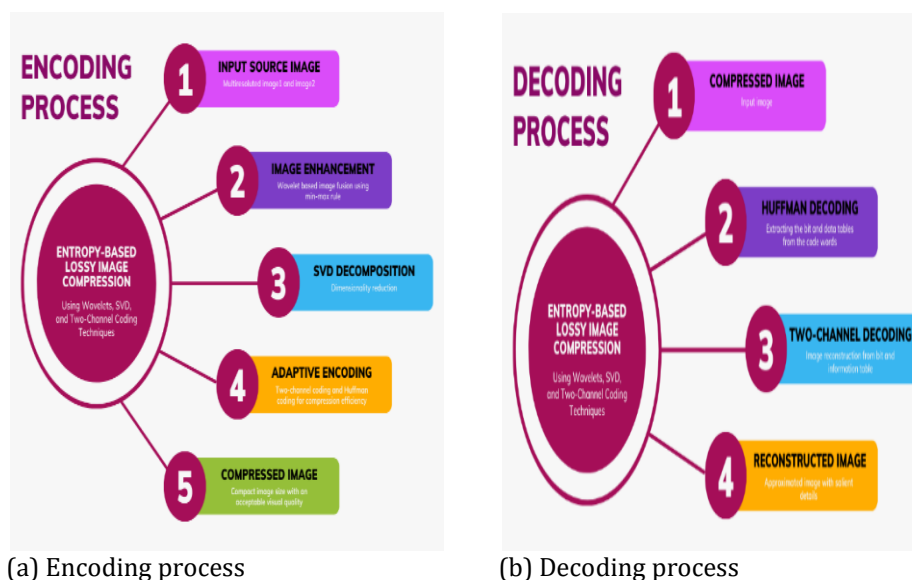 ENCODING
PROCESS
1
INPUT SOURCE IMAGE
Multiresoluted image1 and image2
2
IMAGE ENHANCEMENT
Wavelet based image fusion using
min-max rule
ENTROPY-BASED
LOSSY IMAGE
COMPRESSION
Using Wavelets, SVD,
and Two-Channel Coding
Techniques
3
SVD DECOMPOSITION
Dimensionality reduction
4
ADAPTIVE ENCODING
Two-channel coding and Huffman
coding for compression efficiency
5
COMPRESSED IMAGE
Compact image size with an
acceptable visual quality
(a) Encoding process
DECODING
PROCESS
1
COMPRESSED IMAGE
Input image
2
HUFFMAN DECODING
Extracting the bit and data tables
from the code words
ENTROPY-BASED
LOSSY IMAGE
COMPRESSION
Using Wavelets, SVD,
and Two-Channel Coding
Techniques
3
TWO-CHANNEL DECODING
Image reconstruction from bit and
information table
4
RECONSTRUCTED IMAGE
Approximated image with salient
details
(b) Decoding process